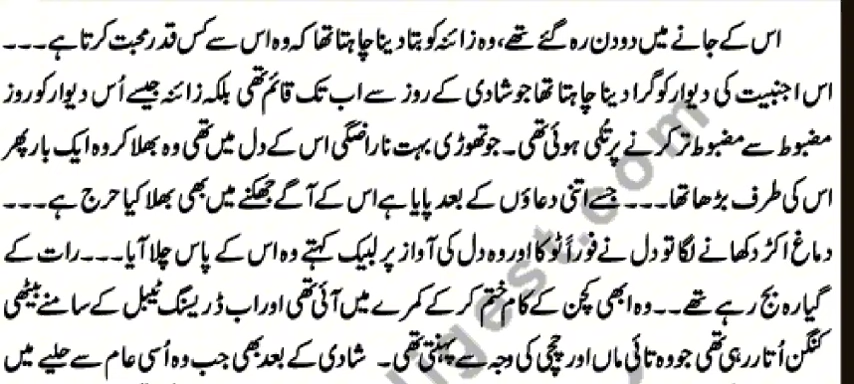 اس کے جانے میں دو دن رہ گئے تھے، وہ زائنہ کو بتا دینا چاہتا تھا کہ وہ اس سے کس قدر محبت کرتا ہے۔۔۔
اس اجنبیت کی دیوار کو گرا دینا چاہتا تھا جو شادی کے روز سے اب تک قائم تھی بلکہ زائنہ جیسے اُس دیوار کو روز
مضبوط سے مضبوط تر کرنے پر تُلی ہوئی تھی۔ جو تھوڑی بہت ناراضگی اس کے دل میں تھی وہ بھلا کر وہ ایک بار پھر
اس کی طرف بڑھا تھا۔۔۔ جسے اتنی دعاؤں کے بعد پایا ہے اس کے آگے جھکنے میں بھی بھلا کیا حرج ہے۔۔۔
دماغ اکڑ دکھانے لگا تو دل نے فوراً ٹوکا اور وہ دل کی آواز پر لبیک کہتے وہ اس کے پاس چلا آیا۔۔۔ رات کے
گیارہ بج رہے تھے۔۔ وہ ابھی کچن کے کام ختم کر کے کمرے میں آئی تھی اور اب ڈریسنگ ٹیبل کے سامنے بیٹھی
کنگن اُتار رہی تھی جو وہ تائی ماں اور چچی کی وجہ سے پہنتی تھی۔ شادی کے بعد بھی جب وہ اُسی عام سے حلیے میں
igest.com